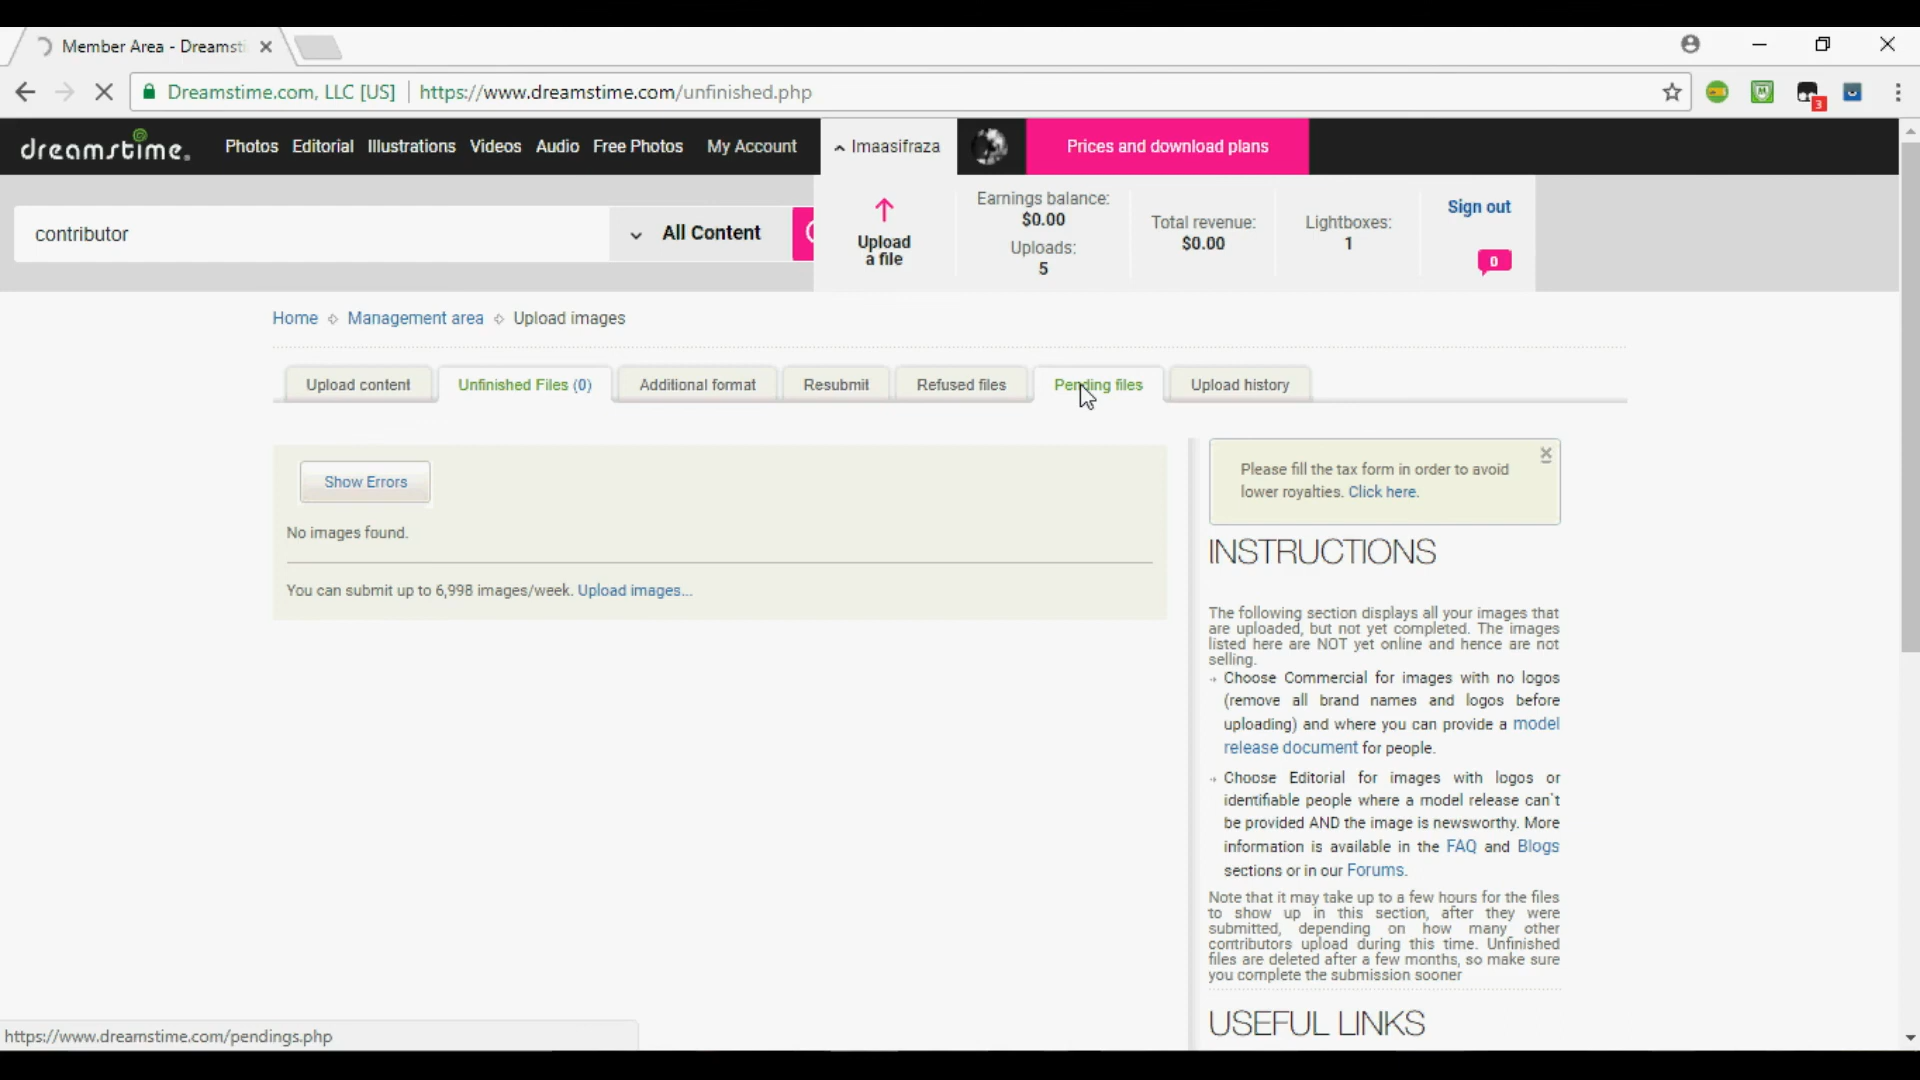 Member Area - Dreamsti
Dreamstime.com, LLC [US] https://www.dreamstime.com/unfinished.php
3
dreamstime.
Photos Editorial Illustrations Videos Audio Free Photos My Account Imaasifraza Prices and download plans
contributor
All Content
Upload
a file
Earnings balance:
$0.00
Uploads:
5
Total revenue:
$0.00
Lightboxes:
1
Sign out
0
Home Management area Upload images
Upload content Unfinished Files (0) Additional format Resubmit Refused files Pending files Upload history
Show Errors
No images found.
You can submit up to 6,998 images/week. Upload images...
Please fill the tax form in order to avoid
lower royalties. Click here.
INSTRUCTIONS
The following section displays all your images that
are uploaded, but not yet completed. The images
listed here are NOT yet online and hence are not
selling.
Choose Commercial for images with no logos
(remove all brand names and logos before
uploading) and where you can provide a model
release document for people.
Choose Editorial for images with logos or
identifiable people where a model release can't
be provided AND the image is newsworthy. More
information is available in the FAQ and Blogs
sections or in our Forums.
Note that it may take up to a few hours for the files
to show up in this section, after they were
submitted, depending on how many other
contributors upload during this time. Unfinished
files are deleted after a few months, so make sure
you complete the submission sooner
USEFUL LINKS
https://www.dreamstime.com/pendings.php